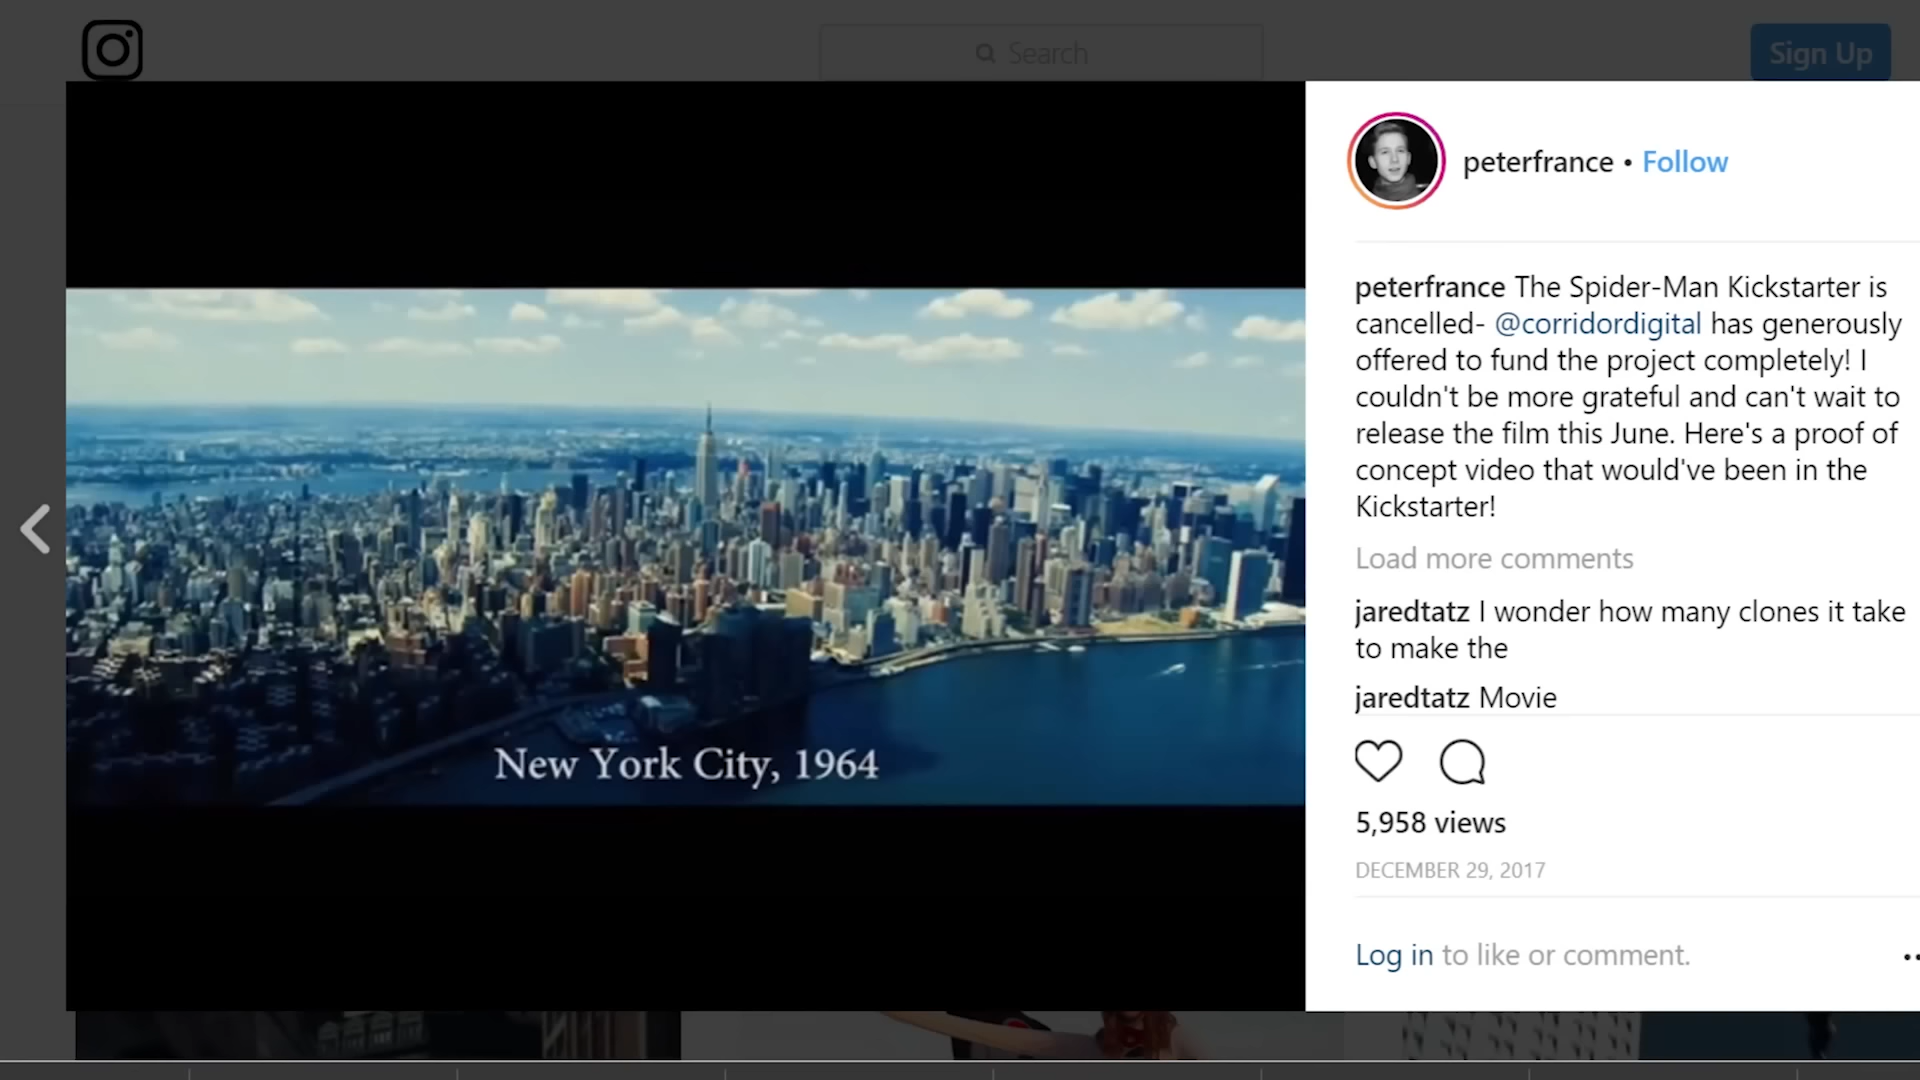 Search
Sign Up
peterfrance • Follow
peterfrance The Spider-Man Kickstarter is
cancelled- @corridordigital has generously
offered to fund the project completely! I
couldn't be more grateful and can't wait to
release the film this June. Here's a proof of
concept video that would've been in the
Kickstarter!
Load more comments
jaredtatz I wonder how many clones it take
to make the
jaredtatz Movie
5,958 views
DECEMBER 29, 2017
Log in to like or comment.
New York City, 1964